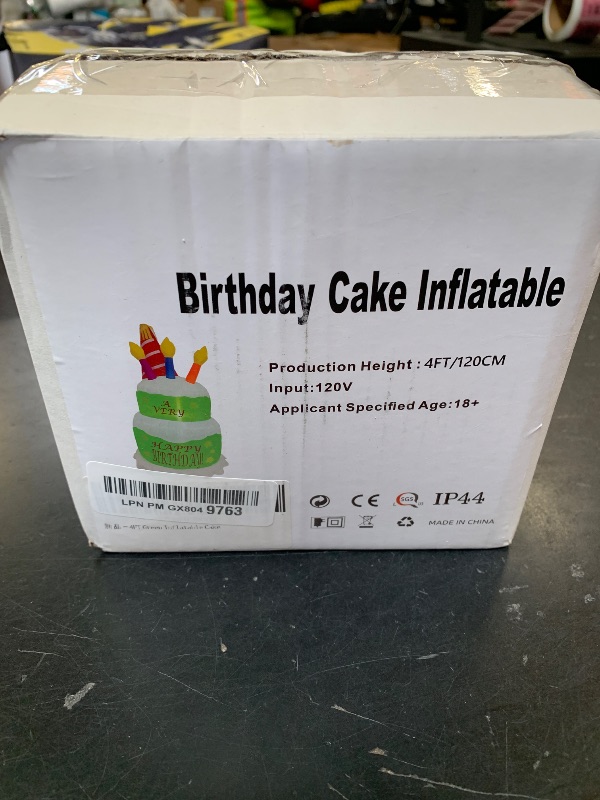 Birthday Cake Inflatable
Production Height : 4FT/120CM
Input:120V
Applicant Specified Age:18+
A
VERY
HAPPY
BIRTHDAY
LPN PM GX804 9763
CE
SGS
IP44
MADE IN CHINA